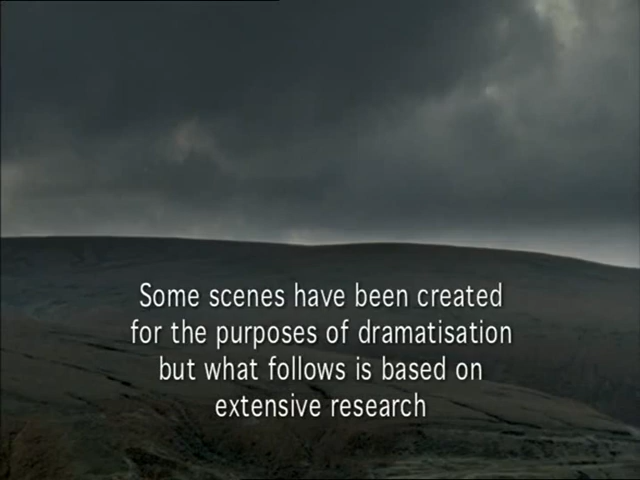 Some scenes have been created
for the purposes of dramatisation
but what follows is based on
extensive research